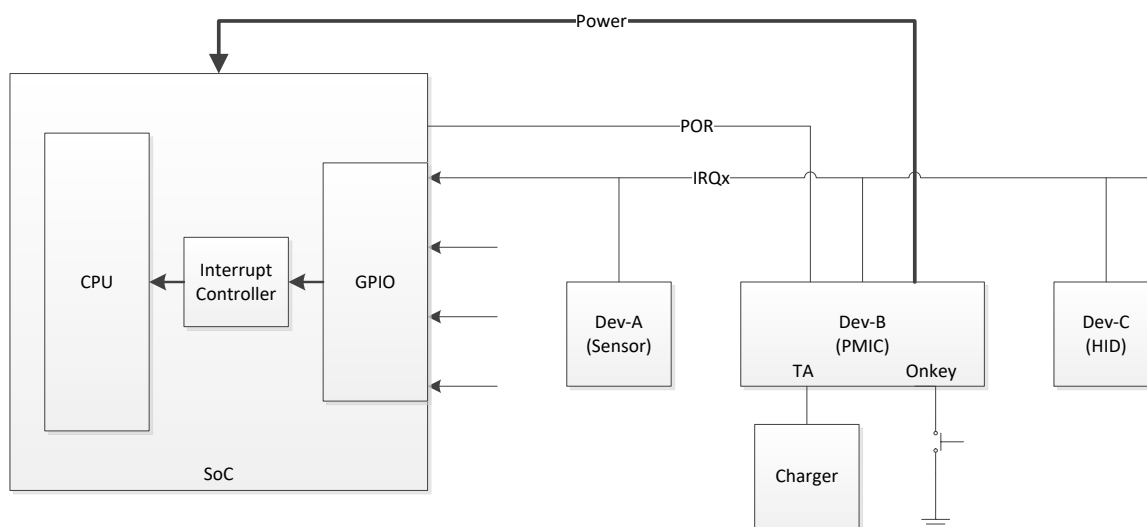 Power
POR
IRQx
CPU
Interrupt
Controller
GPIO
Dev-A
(Sensor)
Dev-B
(PMIC)
Dev-C
(HID)
TA
Onkey
SoC
Charger